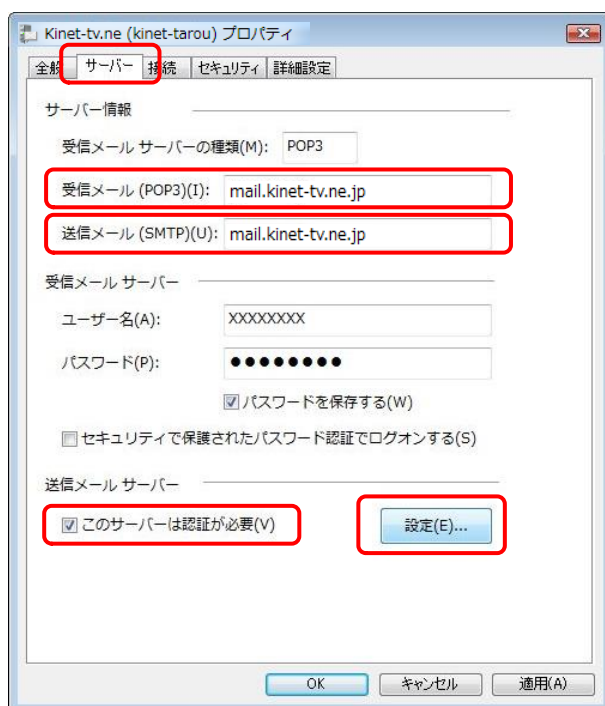 Kinet-tv.ne (kinet-tarou) プロパティ
全般 サーバー 接続 セキュリティ 詳細設定
サーバー情報
受信メール サーバーの種類(M): POP3
受信メール (POP3)(I): mail.kinet-tv.ne.jp
送信メール (SMTP)(U): mail.kinet-tv.ne.jp
受信メール サーバー
ユーザー名(A): XXXXXXXX
パスワード(P): ●●●●●●●●
パスワードを保存する(W)
セキュリティで保護されたパスワード認証でログオンする(S)
送信メール サーバー
このサーバーは認証が必要(V) 設定(E)...
OK キャンセル 適用(A)